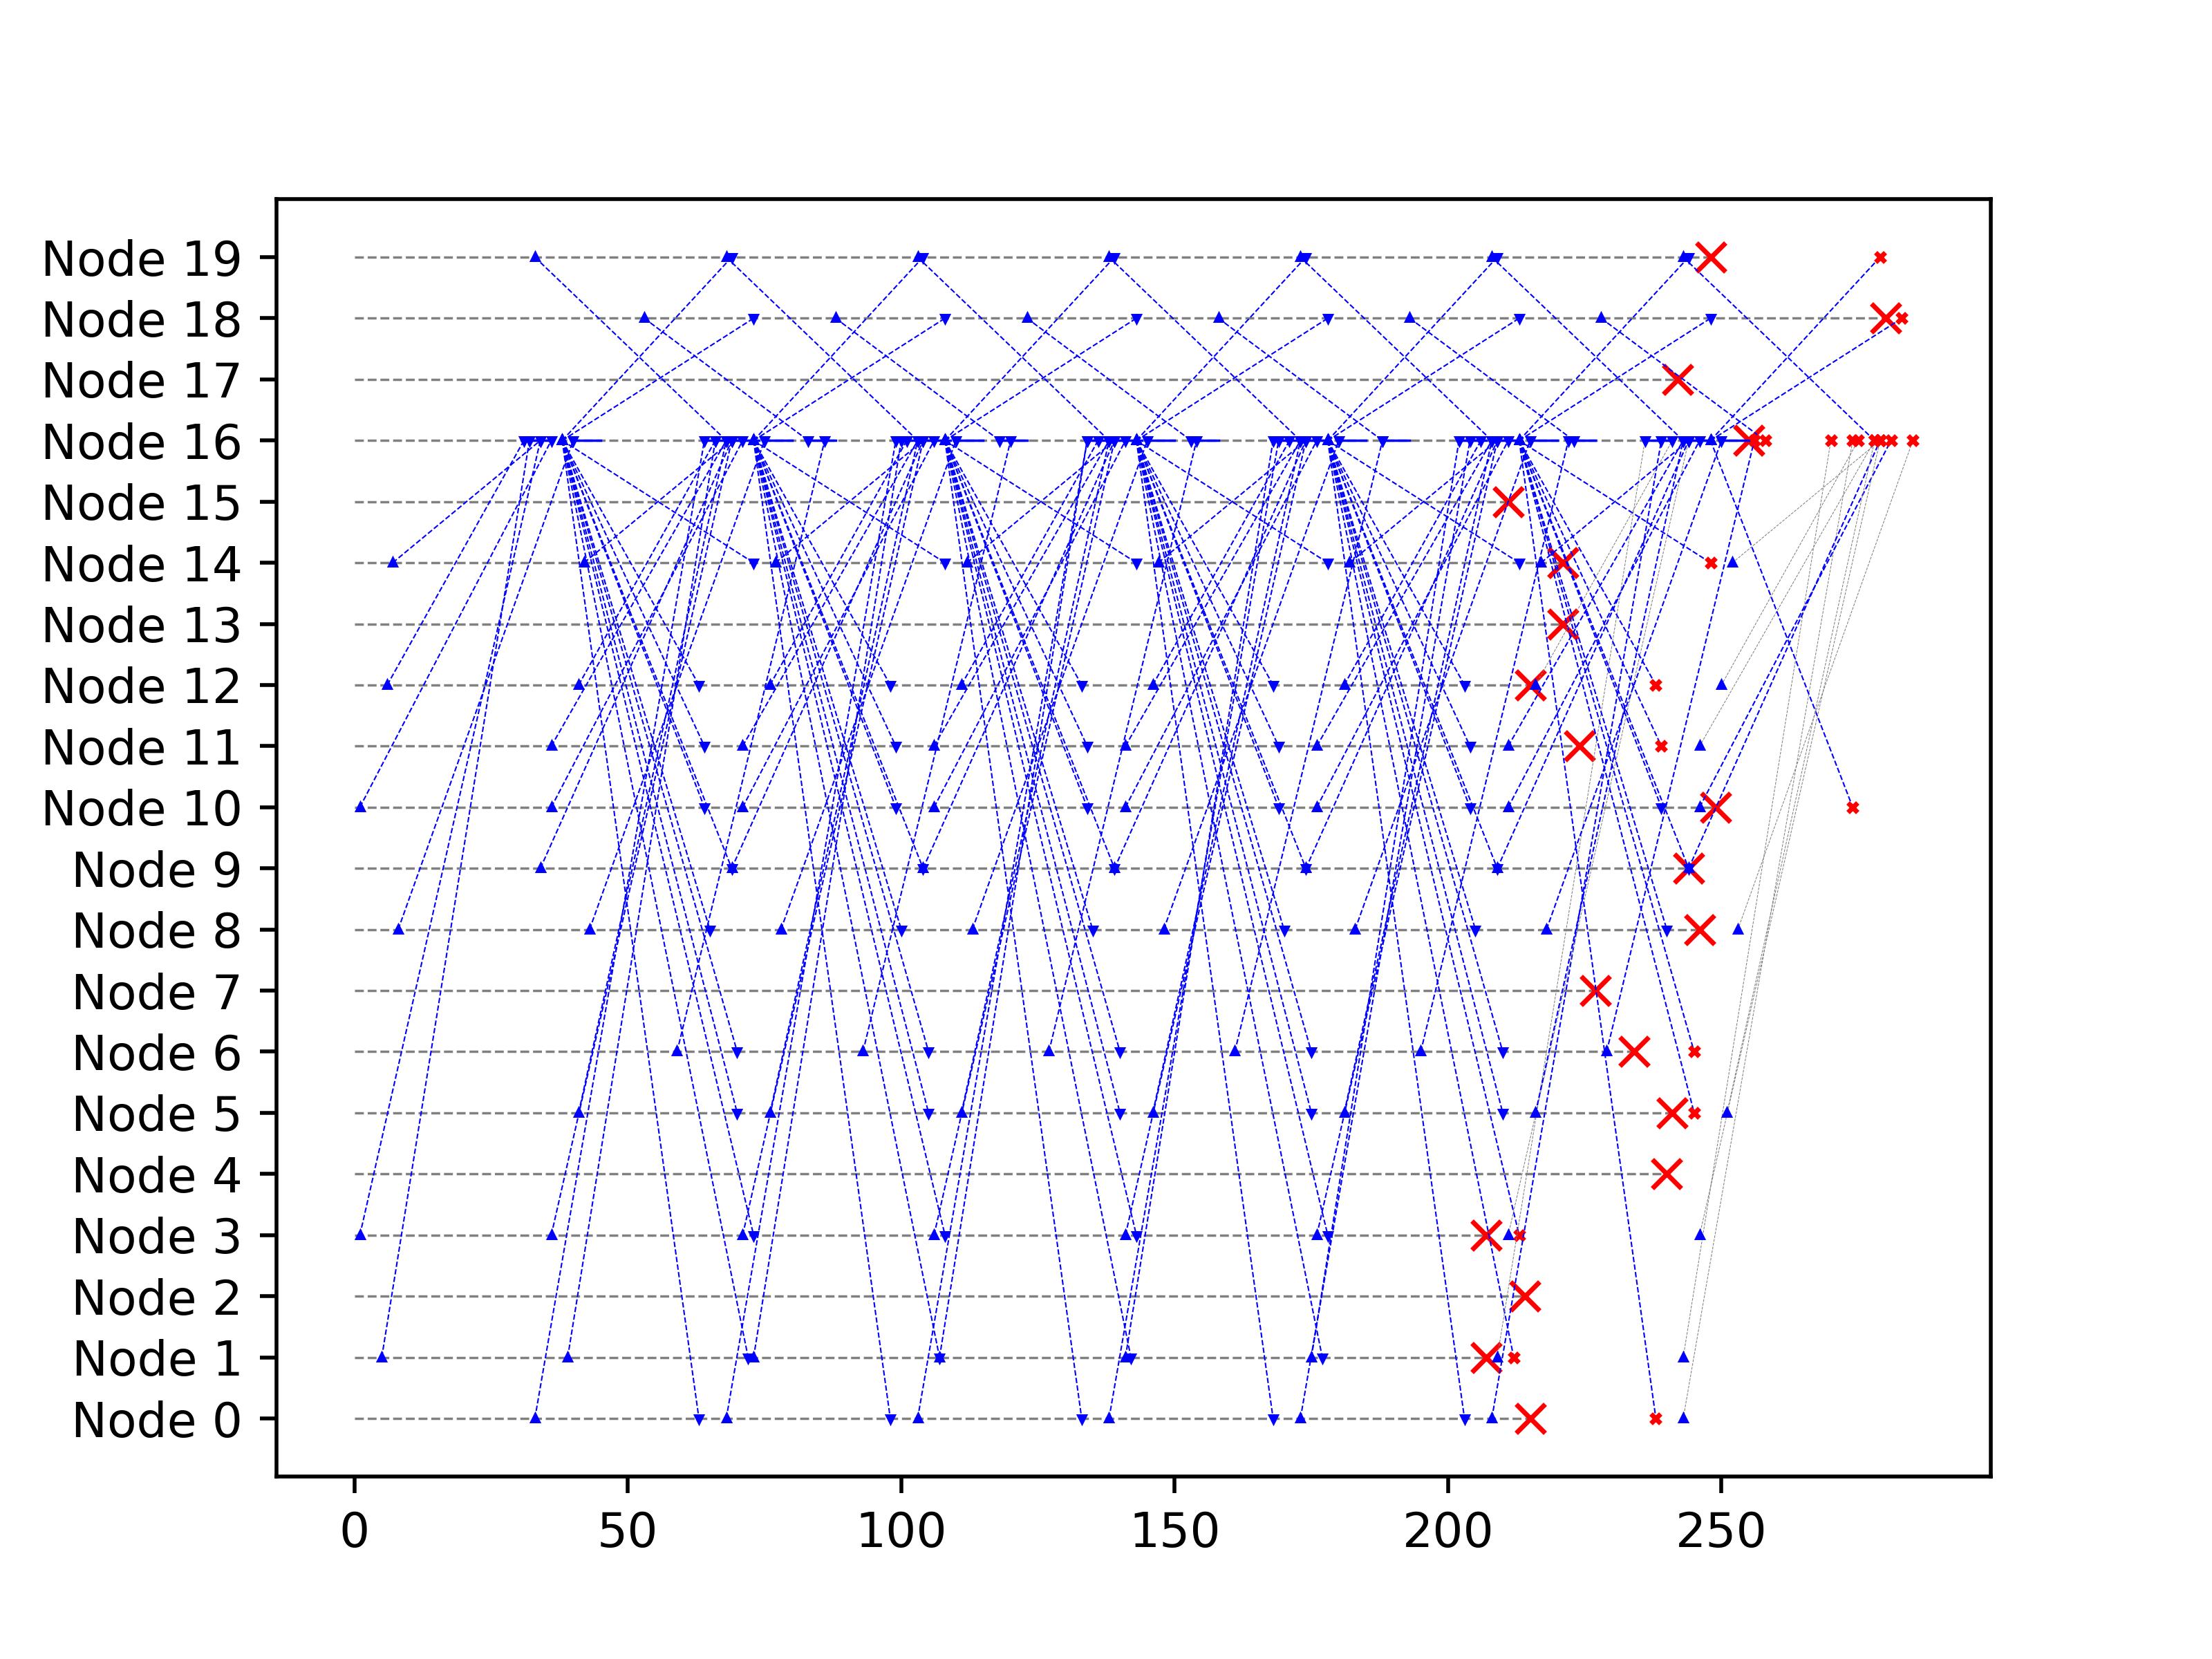 Node 19
Node 18
Node 17
Node 16
Node 15
Node 14
Node 13
Node 12
Node 11
Node 10
Node 9
Node 8
Node 7
Node 6
Node 5
Node 4
Node 3
Node 2
Node 1
Node 0
0 50 100 150 200 250